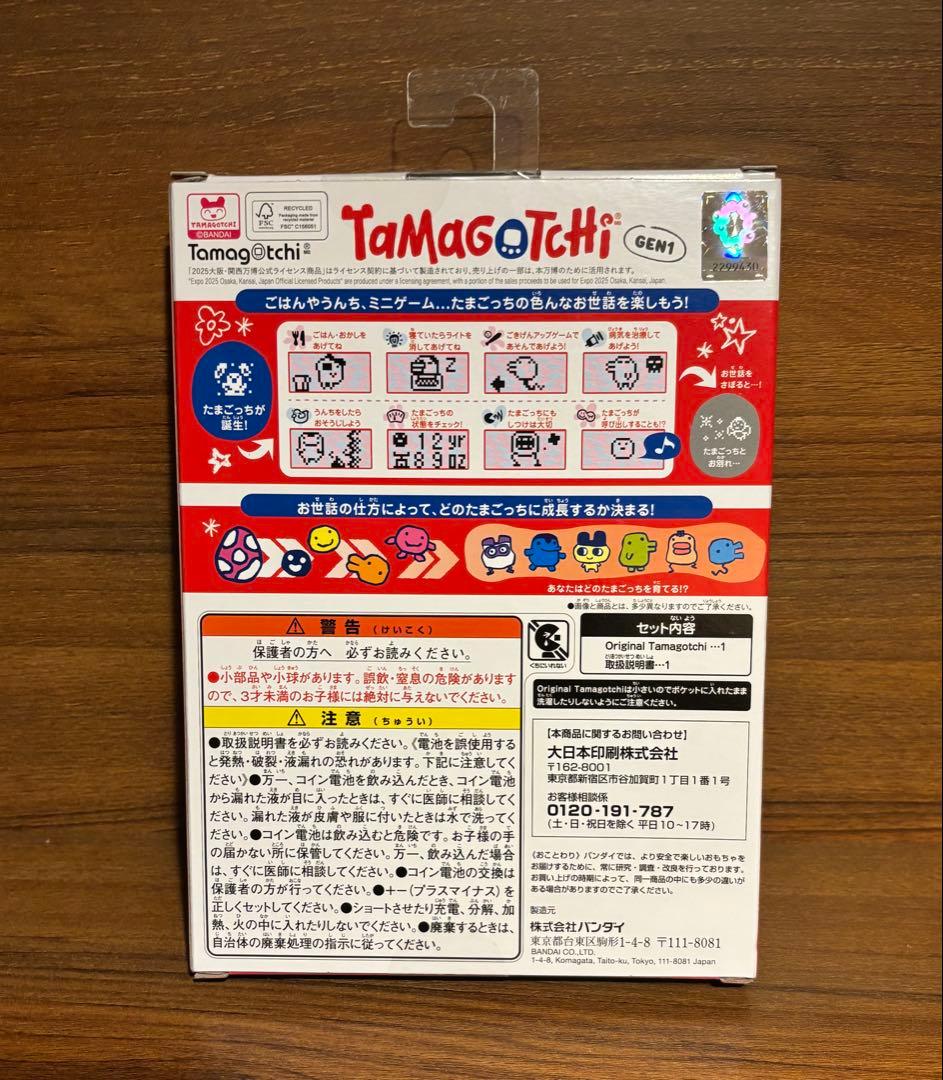 TAMAGOTCHI
©BANDAI
FSC
RECYCLED
Packaging made from recycled material
FSC® C156051
Tamagotchi
TaMaGoTCHi
GEN1
2299430
「2025大阪・関西万博公式ライセンス商品」はライセンス契約に基づいて製造されており、売り上げの一部は、本万博のために活用されます。
"Expo 2025 Osaka, Kansai, Japan Official Licensed Products" are produced under a licensing agreement, with a portion of the sales proceeds to be used for Expo 2025 Osaka, Kansai, Japan.
ごはんやうんち、ミニゲーム…たまごっちの色んなお世話を楽しもう!
たまごっちが
誕生!
ごはん・おかしを
あげてね
寝ていたらライトを
消してあげてね
ごきげんアップゲームで
あそんであげよう!
病気を治療して
あげよう!
お世話を
さぼると…!
うんちをしたら
おそうじしよう
たまごっちの
状態をチェック!
12yr
89oz
たまごっちにも
しつけは大切
たまごっちが
呼び出しすることも!?
たまごっちと
お別れ…
お世話の仕方によって、どのたまごっちに成長するか決まる!
あなたはどのたまごっちを育てる!?
●画像と商品とは、多少異なりますのでご了承ください。
警告(けいこく)
保護者の方へ 必ずお読みください。
●小部品や小球があります。誤飲・窒息の危険があります
ので、3才未満のお子様には絶対に与えないでください。
注意(ちゅうい)
●取扱説明書を必ずお読みください。《電池を誤使用する
と発熱・破裂・液漏れの恐れがあります。下記に注意してく
ださい》●万一、コイン電池を飲み込んだとき、コイン電池
から漏れた液が目に入ったときは、すぐに医師に相談してく
ださい。漏れた液が皮膚や服に付いたときは水で洗ってく
ださい。●コイン電池は飲み込むと危険です。お子様の手
の届かない所に保管してください。万一、飲み込んだ場合
は、すぐに医師に相談してください。●コイン電池の交換は
保護者の方が行ってください。●+-(プラスマイナス)を
正しくセットしてください。●ショートさせたり充電、分解、加
熱、火の中に入れたりしないでください。●廃棄するときは、
自治体の廃棄処理の指示に従ってください。
くちにいれない
セット内容
Original Tamagotchi …1
取扱説明書…1
Original Tamagotchiは小さいのでポケットに入れたまま
洗濯したりしないようにご注意ください。
【本商品に関するお問い合わせ】
大日本印刷株式会社
〒162-8001
東京都新宿区市谷加賀町1丁目1番1号
お客様相談係
0120-191-787
(土・日・祝日を除く 平日10~17時)
《おことわり》バンダイでは、より安全で楽しいおもちゃを
お届けするために、常に研究・調査・改良を行っております。
お買い上げの時期によって、同一商品の中にも多少の違いが
ある場合がありますのでご了承ください。
製造元
株式会社バンダイ
東京都台東区駒形1-4-8 〒111-8081
BANDAI CO.,LTD.
1-4-8, Komagata, Taito-ku, Tokyo, 111-8081 Japan